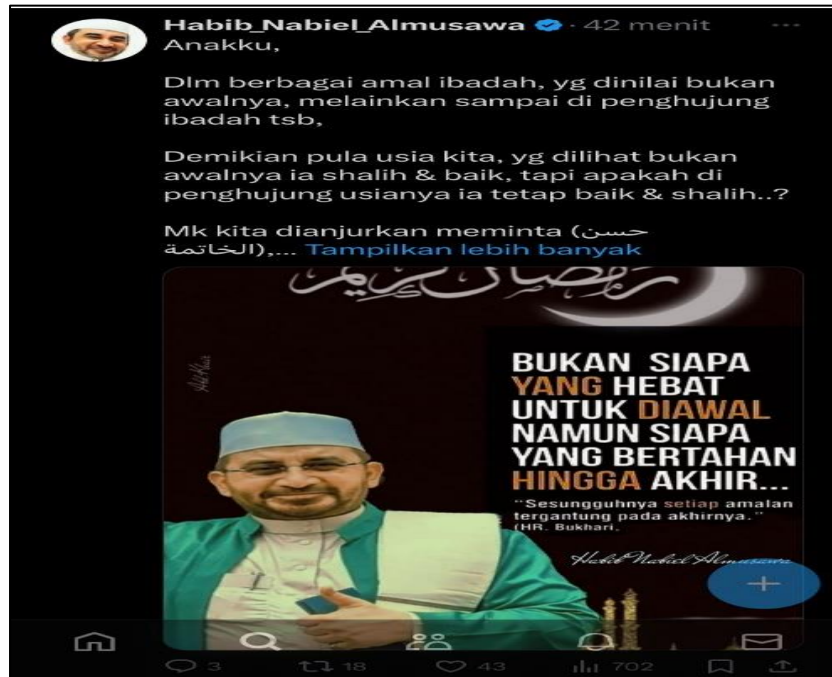 Habib_Nabiel_Almusawa · 42 menit
Anakku,
Dlm berbagai amal ibadah, yg dinilai bukan
awalnya, melainkan sampai di penghujung
ibadah tsb,
Demikian pula usia kita, yg dilihat bukan
awalnya ia shalih & baik, tapi apakah di
penghujung usianya ia tetap baik & shalih..?
Mk kita dianjurkan meminta (حسن
الخاتمة),... Tampilkan lebih banyak
رمضان كريم
BUKAN SIAPA
YANG HEBAT
UNTUK DIAWAL
NAMUN SIAPA
YANG BERTAHAN
HINGGA AKHIR...
"Sesungguhnya setiap amalan
tergantung pada akhirnya."
(HR. Bukhari.
Habib Nabiel Almusawa
3 18 43 702